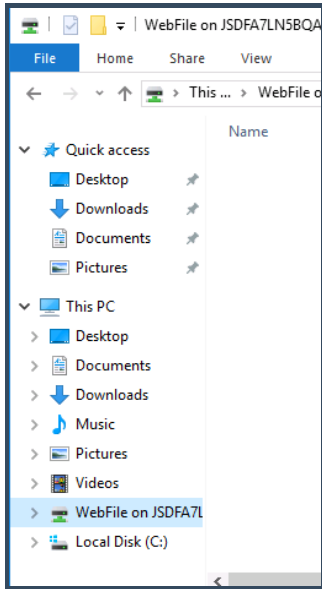 WebFile on JSDFA7LN5BQA
File Home Share View
This ... WebFile o
Name
Quick access
Desktop
Downloads
Documents
Pictures
This PC
Desktop
Documents
Downloads
Music
Pictures
Videos
WebFile on JSDFA7L
Local Disk (C:)